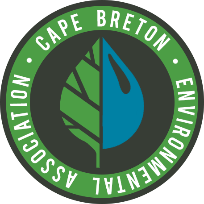 CAPE BRETON • ENVIRONMENTAL ASSOCIATION •